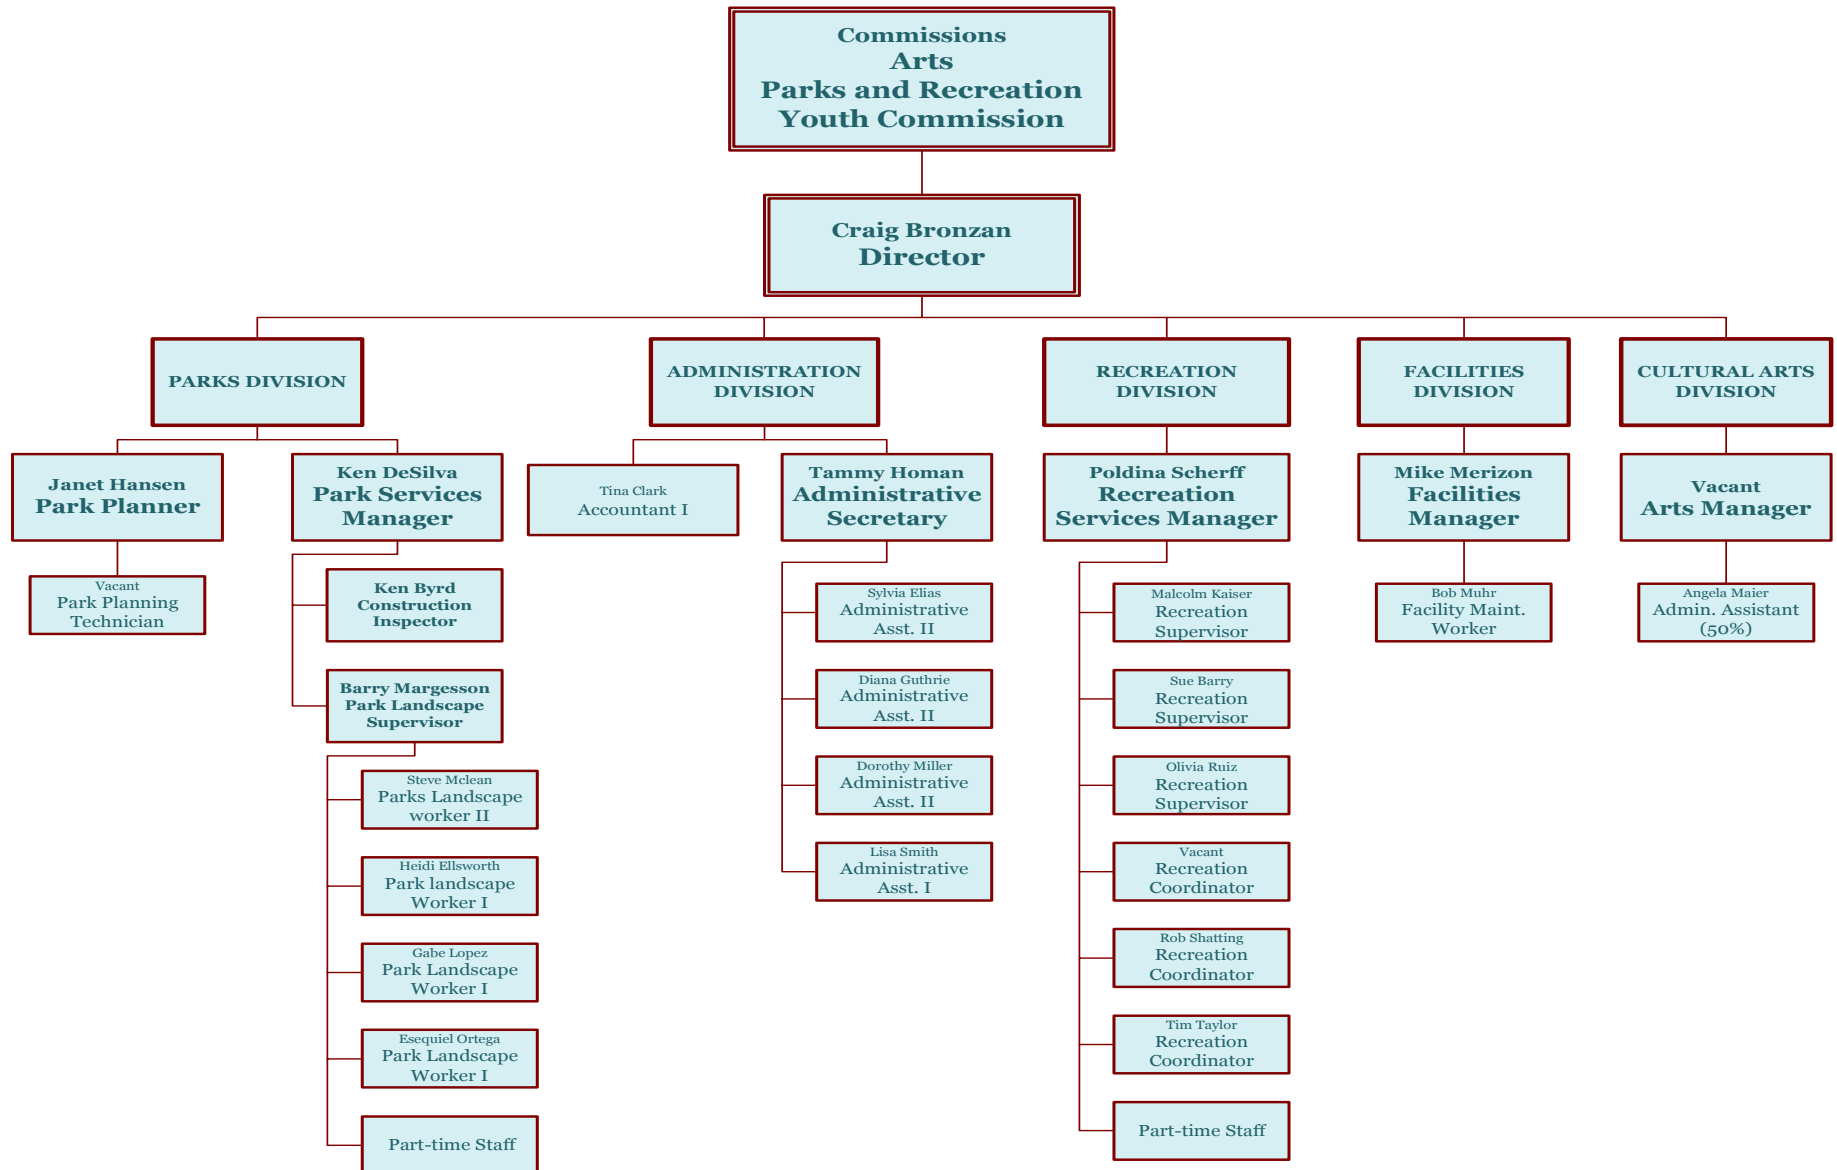 Commissions
Arts
Parks and Recreation
Youth Commission
Craig Bronzan
Director
PARKS DIVISION
ADMINISTRATION
DIVISION
RECREATION
DIVISION
FACILITIES
DIVISION
CULTURAL ARTS
DIVISION
Janet Hansen
Park Planner
Vacant
Park Planning
Technician
Ken DeSilva
Park Services
Manager
Ken Byrd
Construction
Inspector
Barry Margesson
Park Landscape
Supervisor
Steve Mclean
Parks Landscape
worker II
Heidi Ellsworth
Park landscape
Worker I
Gabe Lopez
Park Landscape
Worker I
Esequiel Ortega
Park Landscape
Worker I
Part-time Staff
Tina Clark
Accountant I
Tammy Homan
Administrative
Secretary
Sylvia Elias
Administrative
Asst. II
Diana Guthrie
Administrative
Asst. II
Dorothy Miller
Administrative
Asst. II
Lisa Smith
Administrative
Asst. I
Poldina Scherff
Recreation
Services Manager
Malcolm Kaiser
Recreation
Supervisor
Sue Barry
Recreation
Supervisor
Olivia Ruiz
Recreation
Supervisor
Vacant
Recreation
Coordinator
Rob Shatting
Recreation
Coordinator
Tim Taylor
Recreation
Coordinator
Part-time Staff
Mike Merizon
Facilities
Manager
Bob Muhr
Facility Maint.
Worker
Vacant
Arts Manager
Angela Maier
Admin. Assistant
(50%)